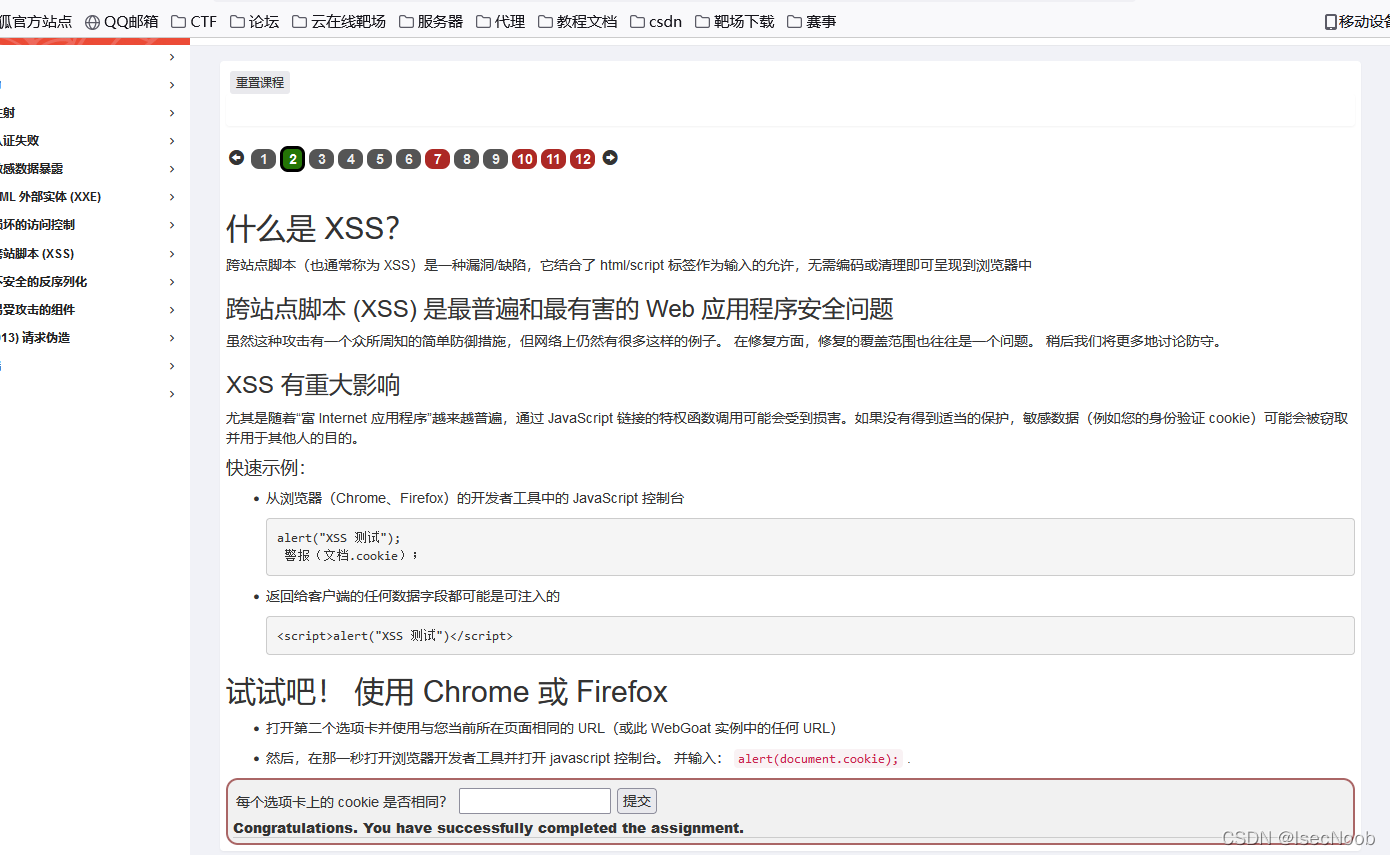 狐官方站点 QQ邮箱 CTF 论坛 云在线靶场 服务器 代理 教程文档 csdn 靶场下载 赛事 移动设备
重置课程
注射
认证失败
敏感数据暴露
ML 外部实体 (XXE)
损坏的访问控制
跨站脚本 (XSS)
不安全的反序列化
易受攻击的组件
013) 请求伪造
1 2 3 4 5 6 7 8 9 10 11 12
什么是 XSS?
跨站点脚本（也通常称为 XSS）是一种漏洞/缺陷，它结合了 html/script 标签作为输入的允许，无需编码或清理即可呈现到浏览器中
跨站点脚本 (XSS) 是最普遍和最有害的 Web 应用程序安全问题
虽然这种攻击有一个众所周知的简单防御措施，但网络上仍然有很多这样的例子。 在修复方面，修复的覆盖范围也往往是一个问题。 稍后我们将更多地讨论防守。
XSS 有重大影响
尤其是随着“富 Internet 应用程序”越来越普遍，通过 JavaScript 链接的特权函数调用可能会受到损害。如果没有得到适当的保护，敏感数据（例如您的身份验证 cookie）可能会被窃取
并用于其他人的目的。
快速示例：
• 从浏览器（Chrome、Firefox）的开发者工具中的 JavaScript 控制台
alert("XSS 测试");
警报（文档.cookie）；
• 返回给客户端的任何数据字段都可能是可注入的
<script>alert("XSS 测试")</script>
试试吧！ 使用 Chrome 或 Firefox
• 打开第二个选项卡并使用与您当前所在页面相同的 URL（或此 WebGoat 实例中的任何 URL）
• 然后，在那一秒打开浏览器开发者工具并打开 javascript 控制台。 并输入： alert(document.cookie); .
每个选项卡上的 cookie 是否相同? 提交
Congratulations. You have successfully completed the assignment.
CSDN @IsecNoob